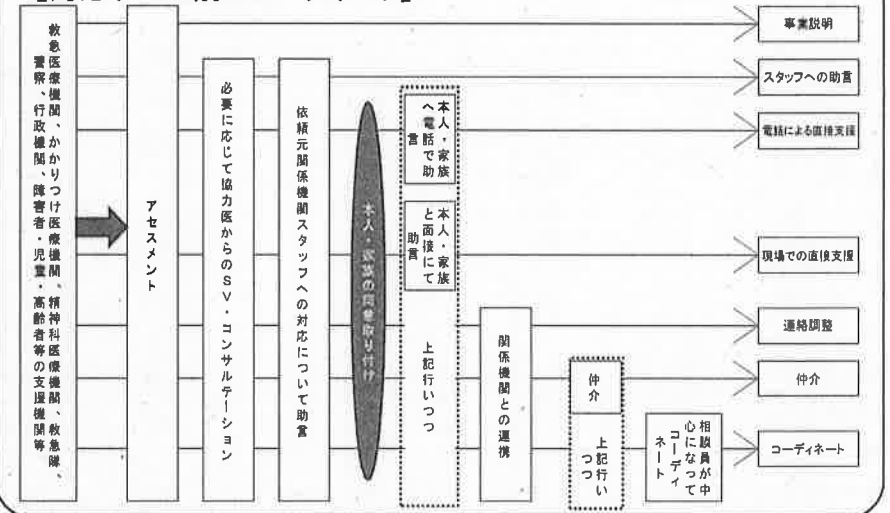 救急医療機関、かかりつけ医療機関、精神科医療機関、救急隊、
警察、行政機関、障害者・児童・高齢者等の支援機関等
アセスメント
必要に応じて協力医からのSV・コンサルテーション
依頼元関係機関スタッフへの対応について助言
本人・家族の同意取り付け
本人・家族
へ電話で助
言
本人・家族
と面接にて
助言
上記行いつつ
関係機関との連携
仲介
上記行い
つつ
相談員が中
心になって
コーディ
ネート
事業説明
スタッフへの助言
電話による直接支援
現場での直接支援
連絡調整
仲介
コーディネート